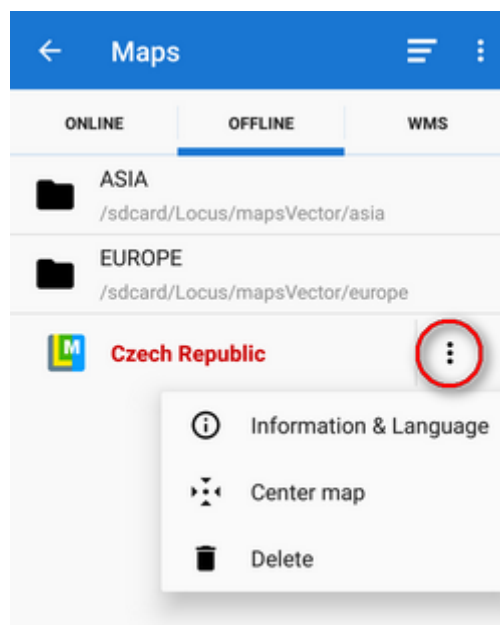 Maps
ONLINE OFFLINE WMS
ASIA
/sdcard/Locus/mapsVector/asia
EUROPE
/sdcard/Locus/mapsVector/europe
M
Czech Republic
Information & Language
Center map
Delete